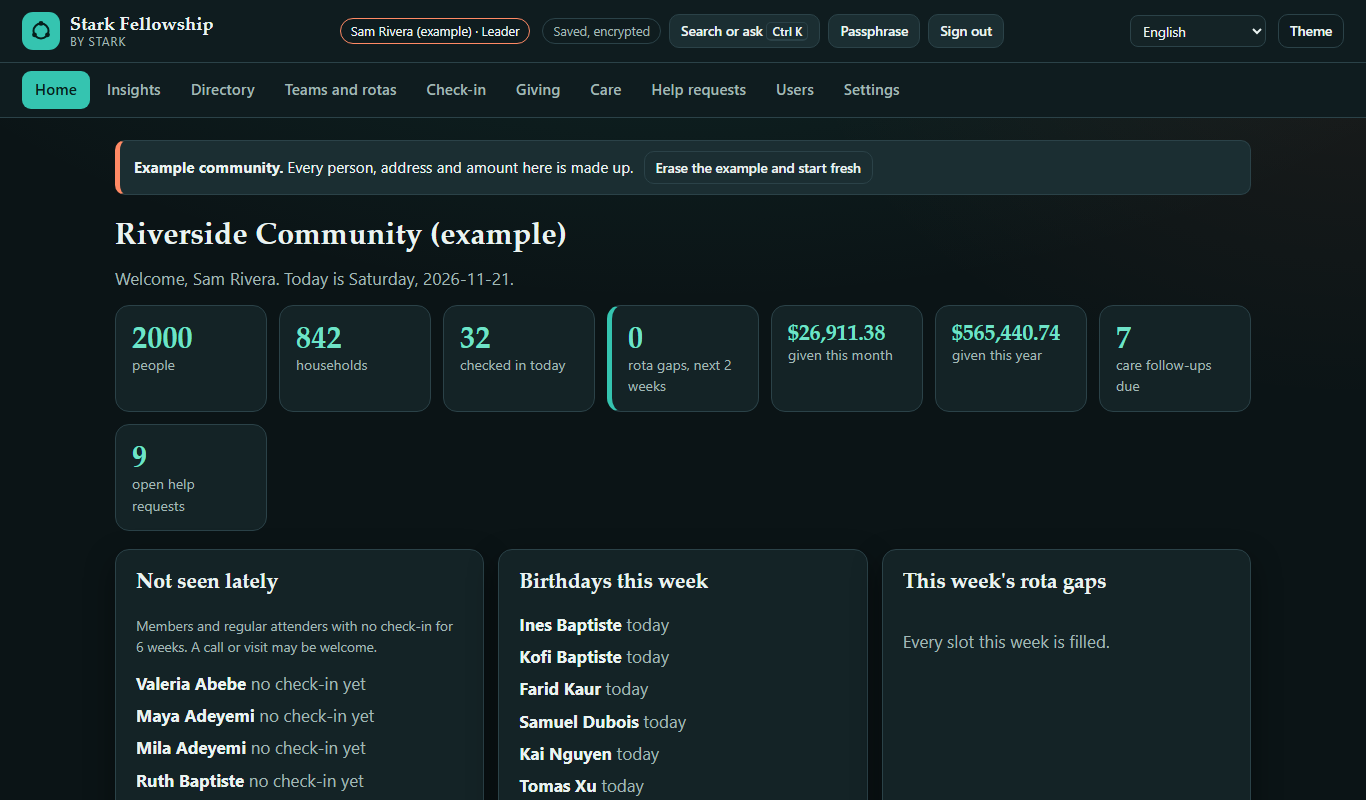 Stark Fellowship
BY STARK
Sam Rivera (example) · Leader
Saved, encrypted
Search or ask Ctrl K
Passphrase
Sign out
English
Theme
Home
Insights
Directory
Teams and rotas
Check-in
Giving
Care
Help requests
Users
Settings
Example community. Every person, address and amount here is made up.
Erase the example and start fresh
Riverside Community (example)
Welcome, Sam Rivera. Today is Saturday, 2026-11-21.
2000
people
842
households
32
checked in today
0
rota gaps, next 2
weeks
$26,911.38
given this month
$565,440.74
given this year
7
care follow-ups
due
9
open help
requests
Not seen lately
Members and regular attenders with no check-in for
6 weeks. A call or visit may be welcome.
Valeria Abebe no check-in yet
Maya Adeyemi no check-in yet
Mila Adeyemi no check-in yet
Ruth Baptiste no check-in yet
Birthdays this week
Ines Baptiste today
Kofi Baptiste today
Farid Kaur today
Samuel Dubois today
Kai Nguyen today
Tomas Xu today
This week's rota gaps
Every slot this week is filled.